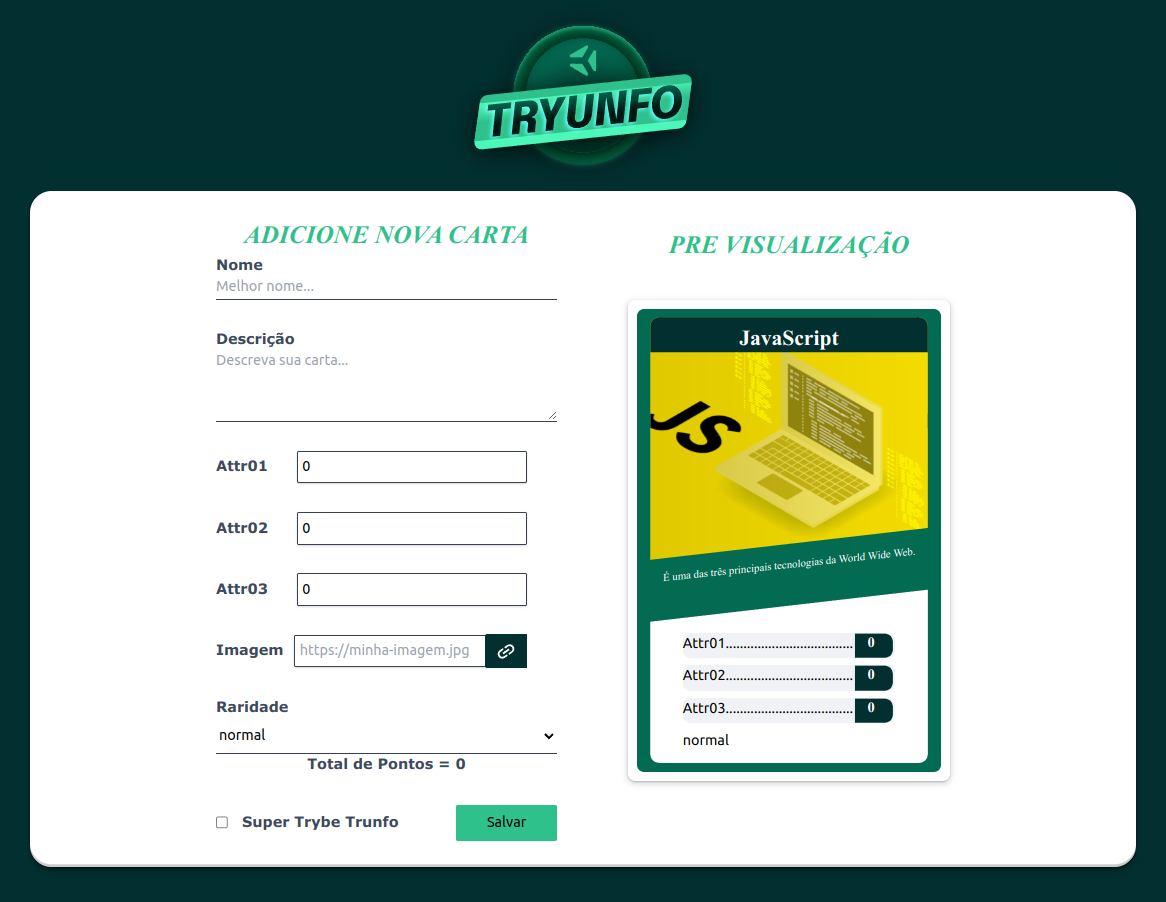 TRYUNFO
ADICIONE NOVA CARTA
Nome
Melhor nome...
Descrição
Descreva sua carta...
Attr01
0
Attr02
0
Attr03
0
Imagem
https://minha-imagem.jpg
Raridade
normal
Total de Pontos = 0
Super Trybe Trunfo
Salvar
PRE VISUALIZAÇÃO
JavaScript
JS
É uma das três principais tecnologias da World Wide Web.
Attr01.................................... 0
Attr02.................................... 0
Attr03.................................... 0
normal